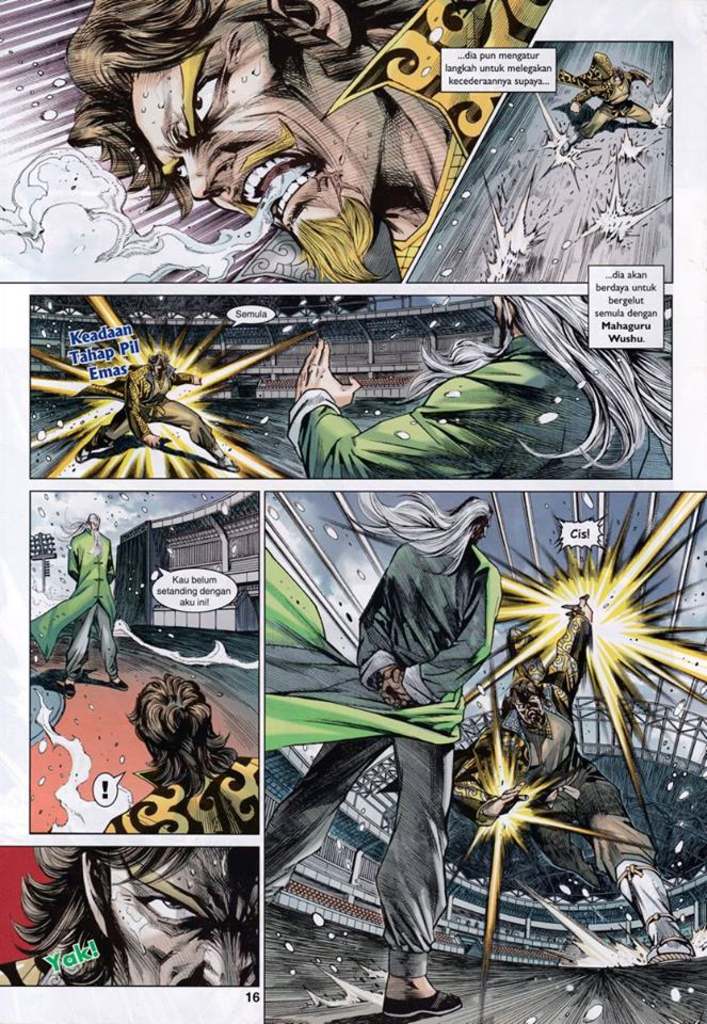 ...dia pun mengatur
langkah untuk melegakan
kecederaannya supaya...
...dia akan
berdaya untuk
bergelut
semula dengan
Mahaguru
Wushu.
Keadaan
Tahap Pil
Emas
Semula
Kau belum
setanding dengan
aku ini!
!
Yak!
Cis!
16